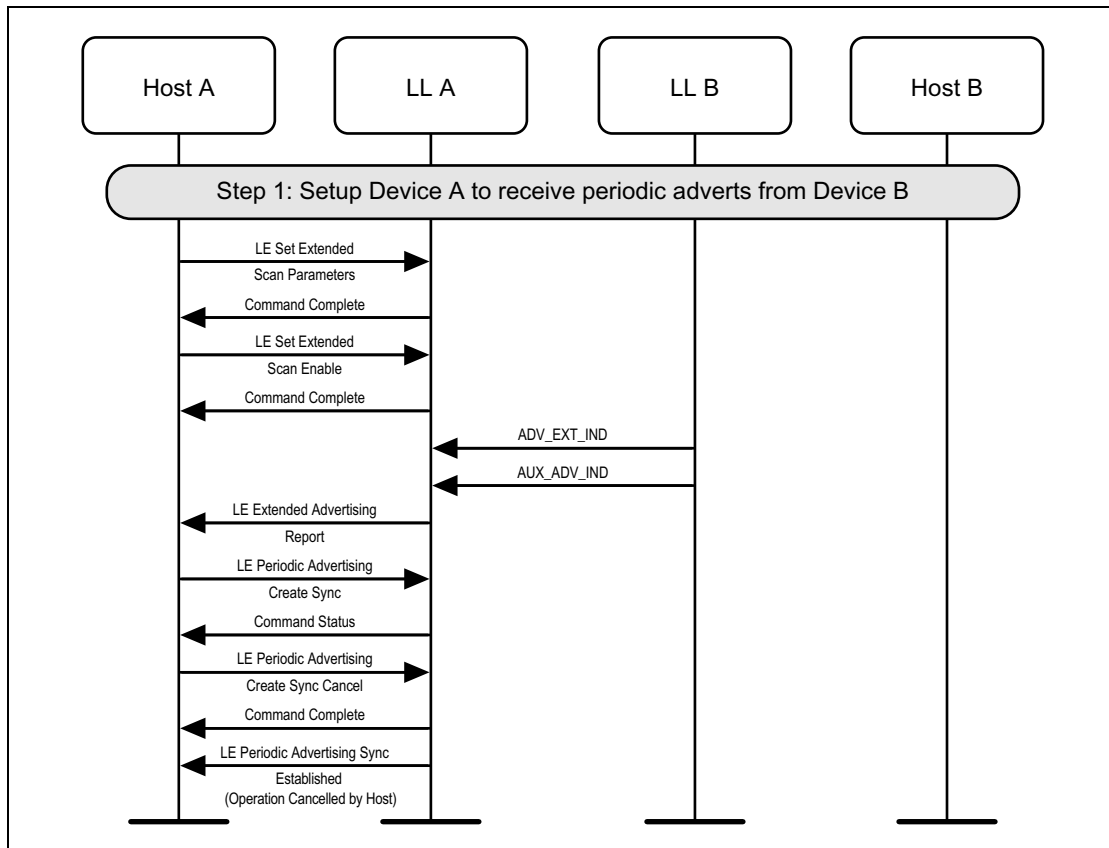 Host A
LL A
LL B
Host B
Step 1: Setup Device A to receive periodic adverts from Device B
LE Set Extended
Scan Parameters
Command Complete
LE Set Extended
Scan Enable
Command Complete
ADV_EXT_IND
AUX_ADV_IND
LE Extended Advertising
Report
LE Periodic Advertising
Create Sync
Command Status
LE Periodic Advertising
Create Sync Cancel
Command Complete
LE Periodic Advertising Sync
Established
(Operation Cancelled by Host)